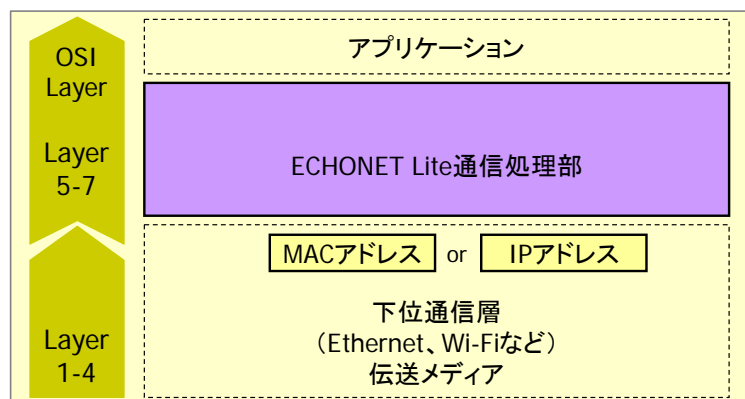 OSI
Layer
Layer
5-7
Layer
1-4
アプリケーション
ECHONET Lite通信処理部
MACアドレス or IPアドレス
下位通信層
（Ethernet、Wi-Fiなど）
伝送メディア